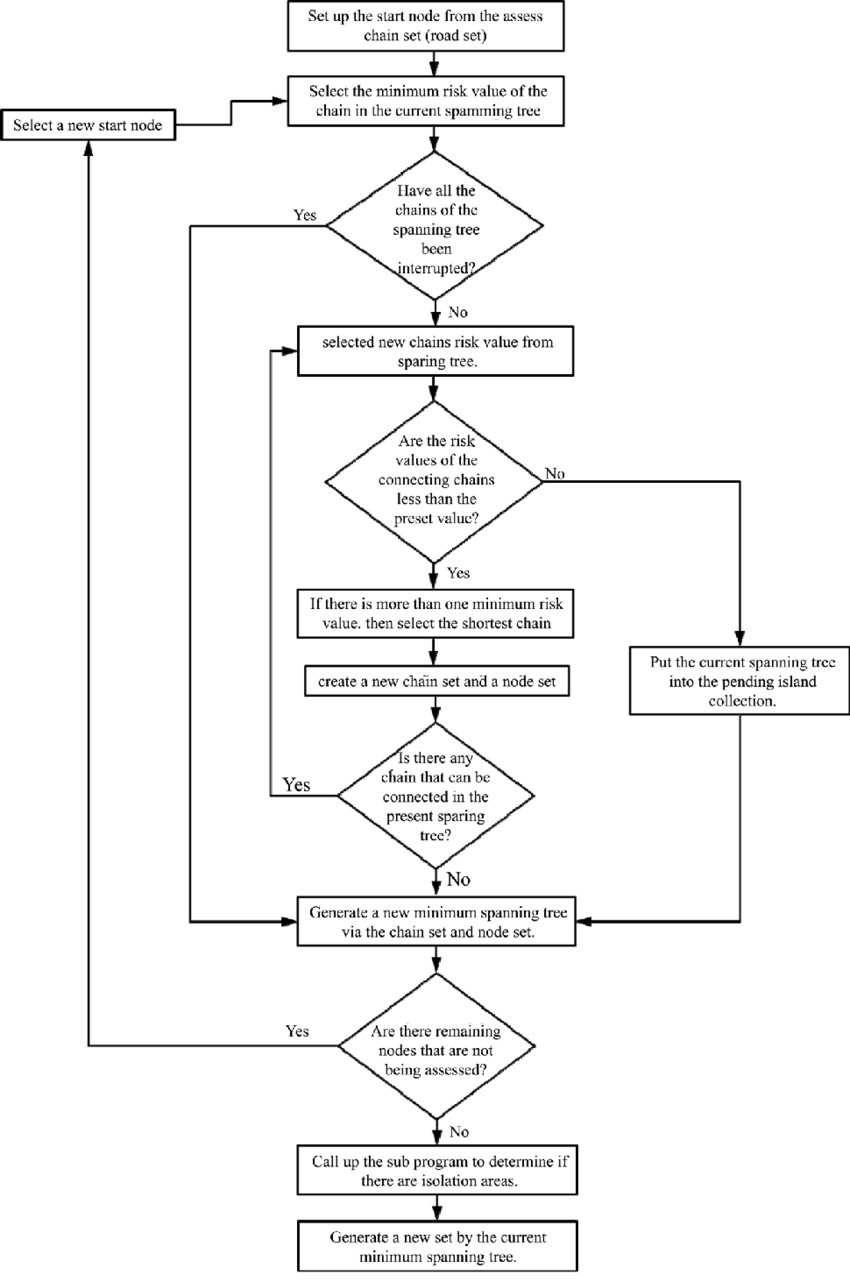 Set up the start node from the assess
chain set (road set)
Select the minimum risk value of the
chain in the current spamming tree
Select a new start node
Have all the
chains of the
spanning tree
been
interrupted?
Yes
No
selected new chains risk value from
sparing tree.
Are the risk
values of the
connecting chains
less than the
preset value?
No
Yes
If there is more than one minimum risk
value. then select the shortest chain
Put the current spanning tree
into the pending island
collection.
create a new chain set and a node set
Is there any
chain that can be
connected in the
present sparing
tree?
Yes
No
Generate a new minimum spanning tree
via the chain set and node set.
Are there remaining
nodes that are not
being assessed?
Yes
No
Call up the sub program to determine if
there are isolation areas.
Generate a new set by the current
minimum spanning tree.